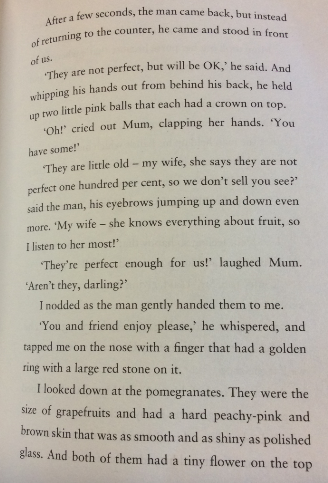 After a few seconds, the man came back, but instead
of returning to the counter, he came and stood in front
of us.
‘They are not perfect, but will be OK,’ he said. And
whipping his hands out from behind his back, he held
up two little pink balls that each had a crown on top.
‘Oh!’ cried out Mum, clapping her hands. ‘You
have some!’
‘They are little old – my wife, she says they are not
perfect one hundred per cent, so we don’t sell you see?’
said the man, his eyebrows jumping up and down even
more. ‘My wife – she knows everything about fruit, so
I listen to her most!’
‘They’re perfect enough for us!’ laughed Mum.
‘Aren’t they, darling?’
I nodded as the man gently handed them to me.
‘You and friend enjoy please,’ he whispered, and
tapped me on the nose with a finger that had a golden
ring with a large red stone on it.
I looked down at the pomegranates. They were the
size of grapefruits and had a hard peachy-pink and
brown skin that was as smooth and as shiny as polished
glass. And both of them had a tiny flower on the top